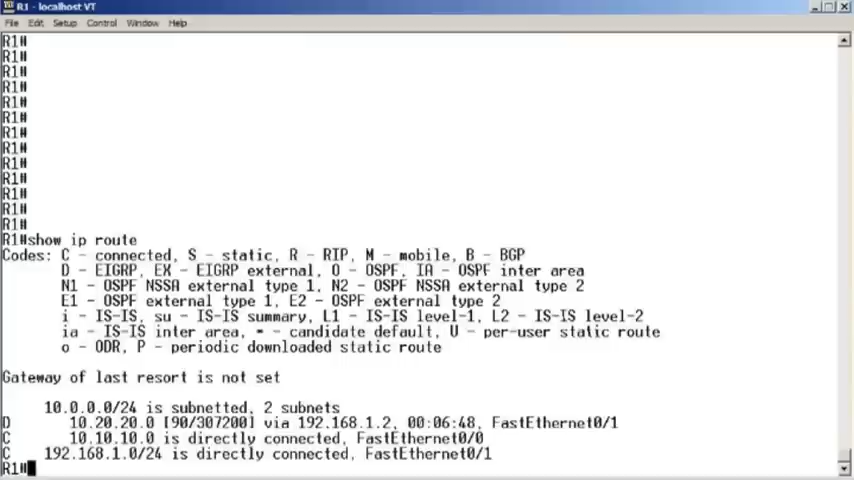 R1 - localhost VT
File Edit Setup Control Window Help
R1#
R1#
R1#
R1#
R1#
R1#
R1#
R1#
R1#
R1#
R1#
R1#
R1#
R1#show ip route
Codes: C - connected, S - static, R - RIP, M - mobile, B - BGP
D - EIGRP, EX - EIGRP external, O - OSPF, IA - OSPF inter area
N1 - OSPF NSSA external type 1, N2 - OSPF NSSA external type 2
E1 - OSPF external type 1, E2 - OSPF external type 2
i - IS-IS, su - IS-IS summary, L1 - IS-IS level-1, L2 - IS-IS level-2
ia - IS-IS inter area, * - candidate default, U - per-user static route
o - ODR, P - periodic downloaded static route
Gateway of last resort is not set
10.0.0.0/24 is subnetted, 2 subnets
D 10.20.20.0 [90/307200] via 192.168.1.2, 00:06:48, FastEthernet0/1
C 10.10.10.0 is directly connected, FastEthernet0/0
C 192.168.1.0/24 is directly connected, FastEthernet0/1
R1#